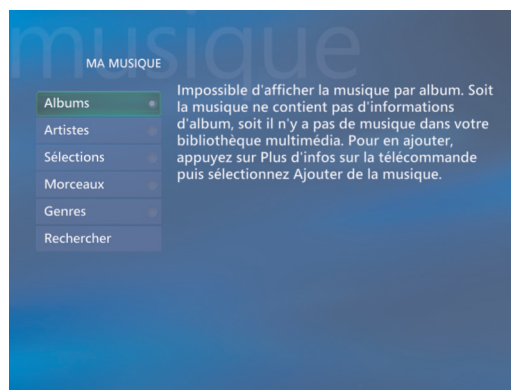 musique
MA MUSIQUE
Albums
Artistes
Sélections
Morceaux
Genres
Rechercher
Impossible d'afficher la musique par album. Soit
la musique ne contient pas d'informations
d'album, soit il n'y a pas de musique dans votre
bibliothèque multimédia. Pour en ajouter,
appuyez sur Plus d'infos sur la télécommande
puis sélectionnez Ajouter de la musique.